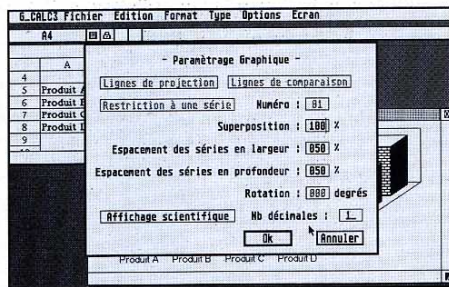 G_CALC3 Fichier Edition Format Type Options Ecran
A4
A
4
5 Produit A
6 Produit B
7 Produit C
8 Produit D
9
- Paramètrage Graphique -
Lignes de projection Lignes de comparaison
Restriction à une série Numéro : 01
Superposition : 100 %
Espacement des séries en largeur : 050 %
Espacement des séries en profondeur : 050 %
Rotation : 000 degrés
Affichage scientifique Nb décimales : 1_
Ok Annuler
Produit A Produit B Produit C Produit D